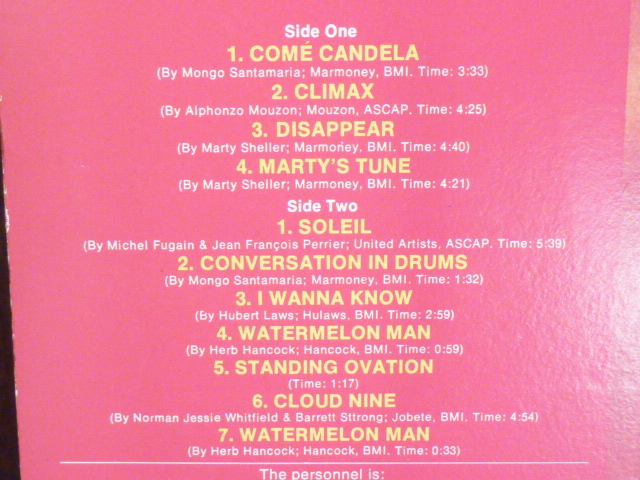 Side One
1. COMÉ CANDELA
(By Mongo Santamaria; Marmoney, BMI. Time: 3:33)
2. CLIMAX
(By Alphonzo Mouzon; Mouzon, ASCAP. Time: 4:25)
3. DISAPPEAR
(By Marty Sheller; Marmoney, BMI. Time: 4:40)
4. MARTY'S TUNE
(By Marty Sheller; Marmoney, BMI. Time: 4:21)
Side Two
1. SOLEIL
(By Michel Fugain & Jean François Perrier; United Artists, ASCAP. Time: 5:39)
2. CONVERSATION IN DRUMS
(By Mongo Santamaria; Marmoney, BMI. Time: 1:32)
3. I WANNA KNOW
(By Hubert Laws; Hulaws, BMI. Time: 2:59)
4. WATERMELON MAN
(By Herb Hancock; Hancock, BMI. Time: 0:59)
5. STANDING OVATION
(Time: 1:17)
6. CLOUD NINE
(By Norman Jessie Whitfield & Barrett Sttrong; Jobete, BMI. Time: 4:54)
7. WATERMELON MAN
(By Herb Hancock; Hancock, BMI. Time: 0:33)
The personnel is: